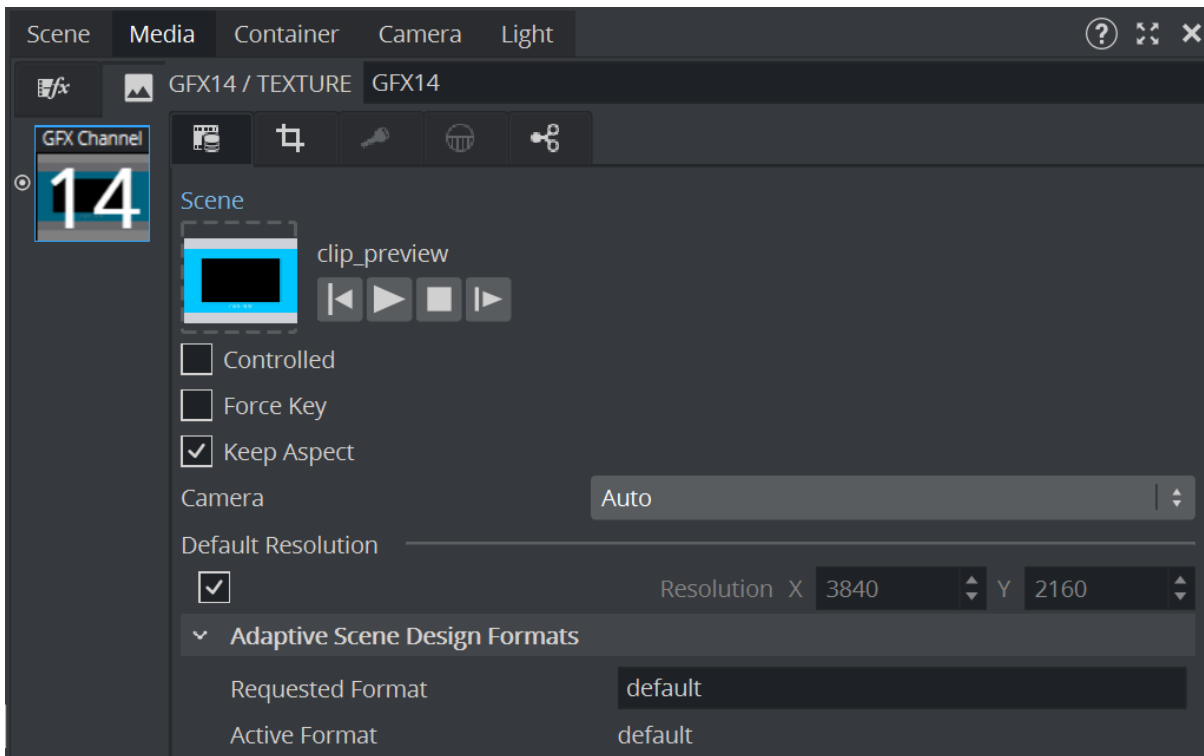 Scene Media Container Camera Light ?
fx GFX14 / TEXTURE GFX14
GFX Channel
14
Scene
clip_preview
Controlled
Force Key
Keep Aspect
Camera Auto
Default Resolution
Resolution X 3840 Y 2160
Adaptive Scene Design Formats
Requested Format default
Active Format default